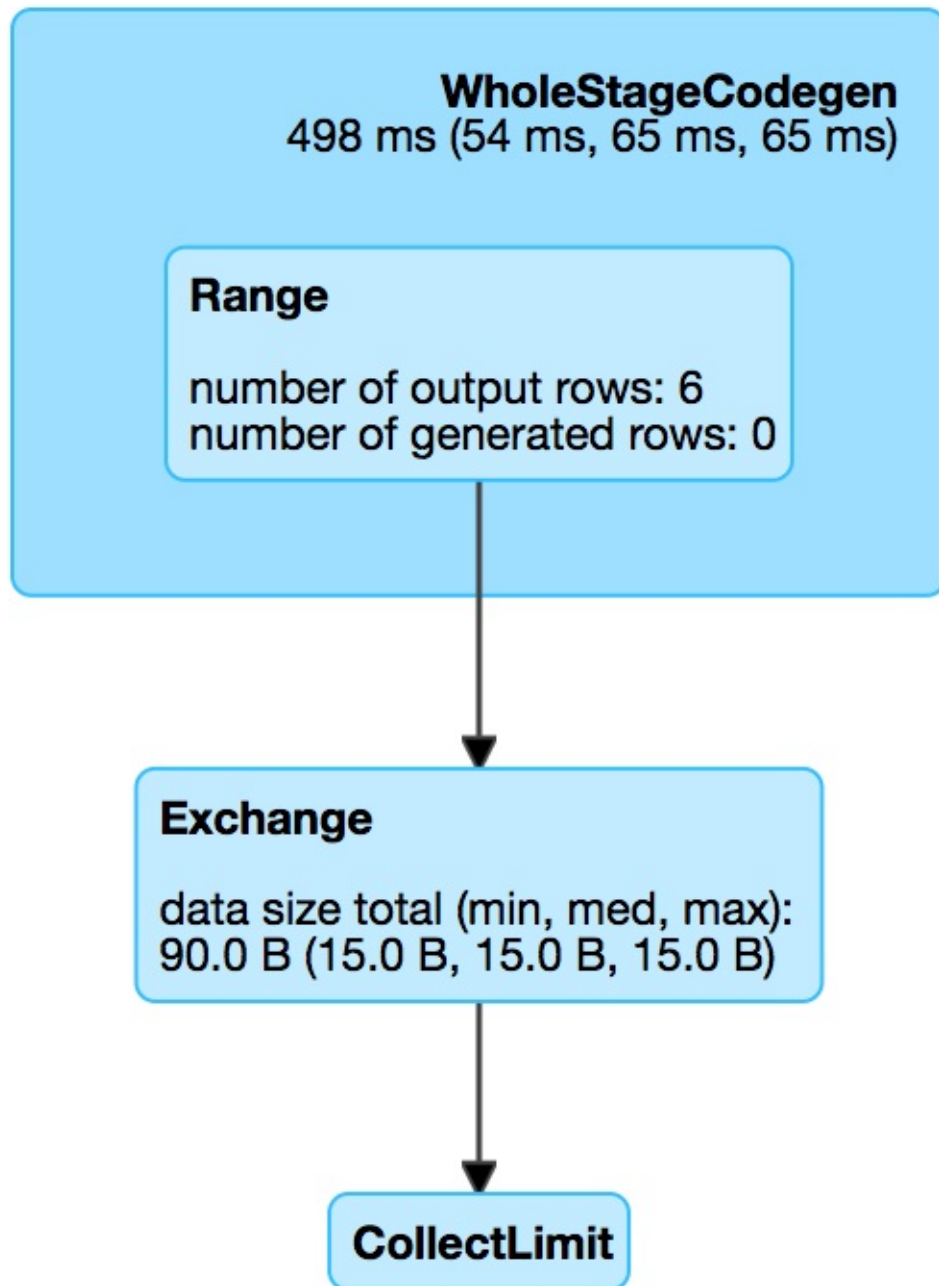 WholeStageCodegen
498 ms (54 ms, 65 ms, 65 ms)
Range
number of output rows: 6
number of generated rows: 0
Exchange
data size total (min, med, max):
90.0 B (15.0 B, 15.0 B, 15.0 B)
CollectLimit